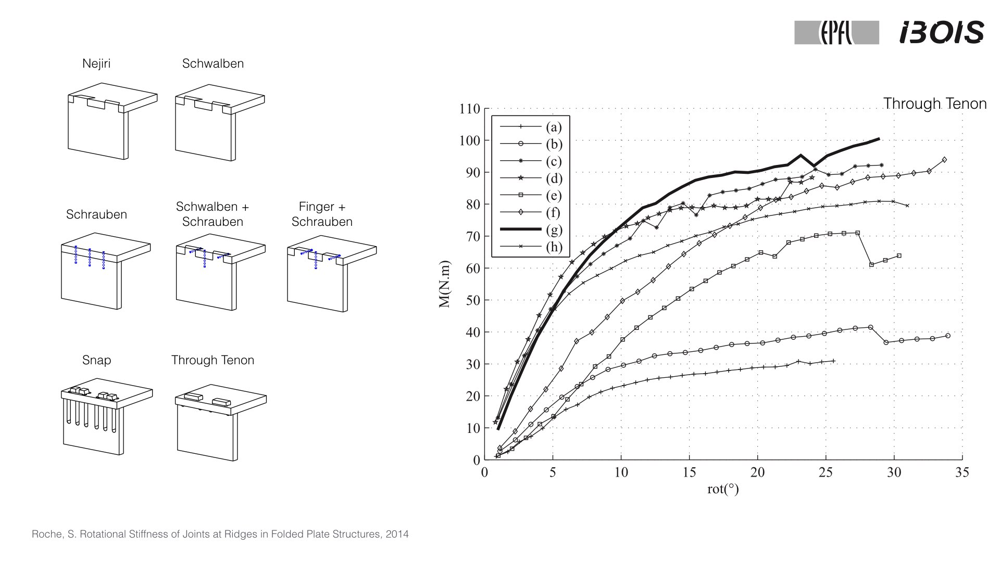 EPFL iBOIS
Nejiri
Schwalben
Schrauben
Schwalben +
Schrauben
Finger +
Schrauben
Snap
Through Tenon
Through Tenon
110
100
90
80
70
60
50
40
30
20
10
0
M(N.m)
(a)
(b)
(c)
(d)
(e)
(f)
(g)
(h)
0 5 10 15 20 25 30 35
rot(°)
Roche, S. Rotational Stiffness of Joints at Ridges in Folded Plate Structures, 2014